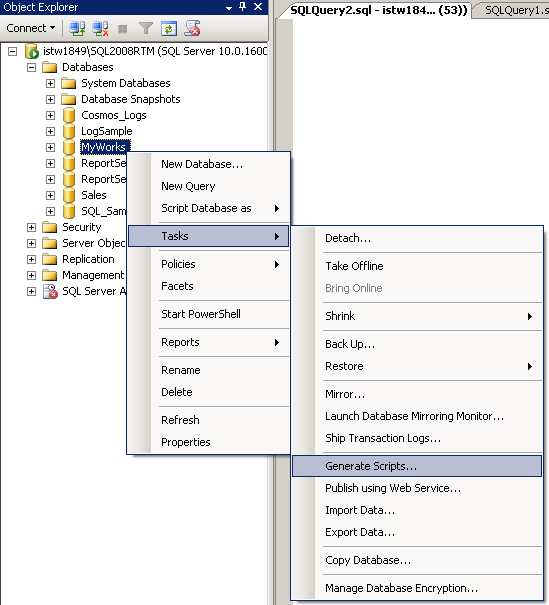 Object Explorer
Connect
istw1849\SQL2008RTM (SQL Server 10.0.1600
Databases
System Databases
Database Snapshots
Cosmos_Logs
LogSample
MyWorks
ReportSe
ReportSe
Sales
SQL_Sam
Security
Server Objec
Replication
Management
SQL Server A
New Database...
New Query
Script Database as
Tasks
Policies
Facets
Start PowerShell
Reports
Rename
Delete
Refresh
Properties
SQLQuery2.sql - istw184... (53))
SQLQuery1.s
Detach...
Take Offline
Bring Online
Shrink
Back Up...
Restore
Mirror...
Launch Database Mirroring Monitor...
Ship Transaction Logs...
Generate Scripts...
Publish using Web Service...
Import Data...
Export Data...
Copy Database...
Manage Database Encryption...